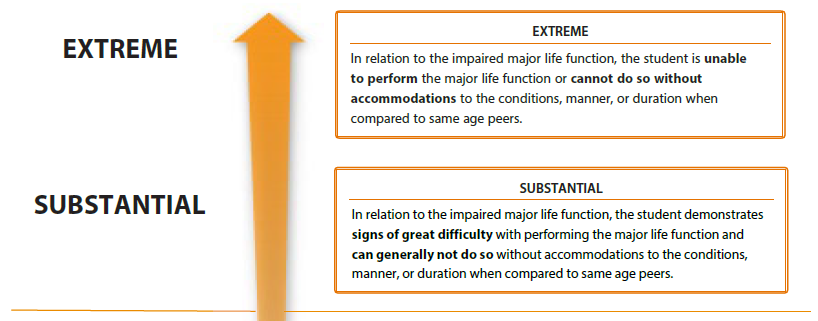 EXTREME
EXTREME
In relation to the impaired major life function, the student is unable
to perform the major life function or cannot do so without
accommodations to the conditions, manner, or duration when
compared to same age peers.
SUBSTANTIAL
SUBSTANTIAL
In relation to the impaired major life function, the student demonstrates
signs of great difficulty with performing the major life function and
can generally not do so without accommodations to the conditions,
manner, or duration when compared to same age peers.